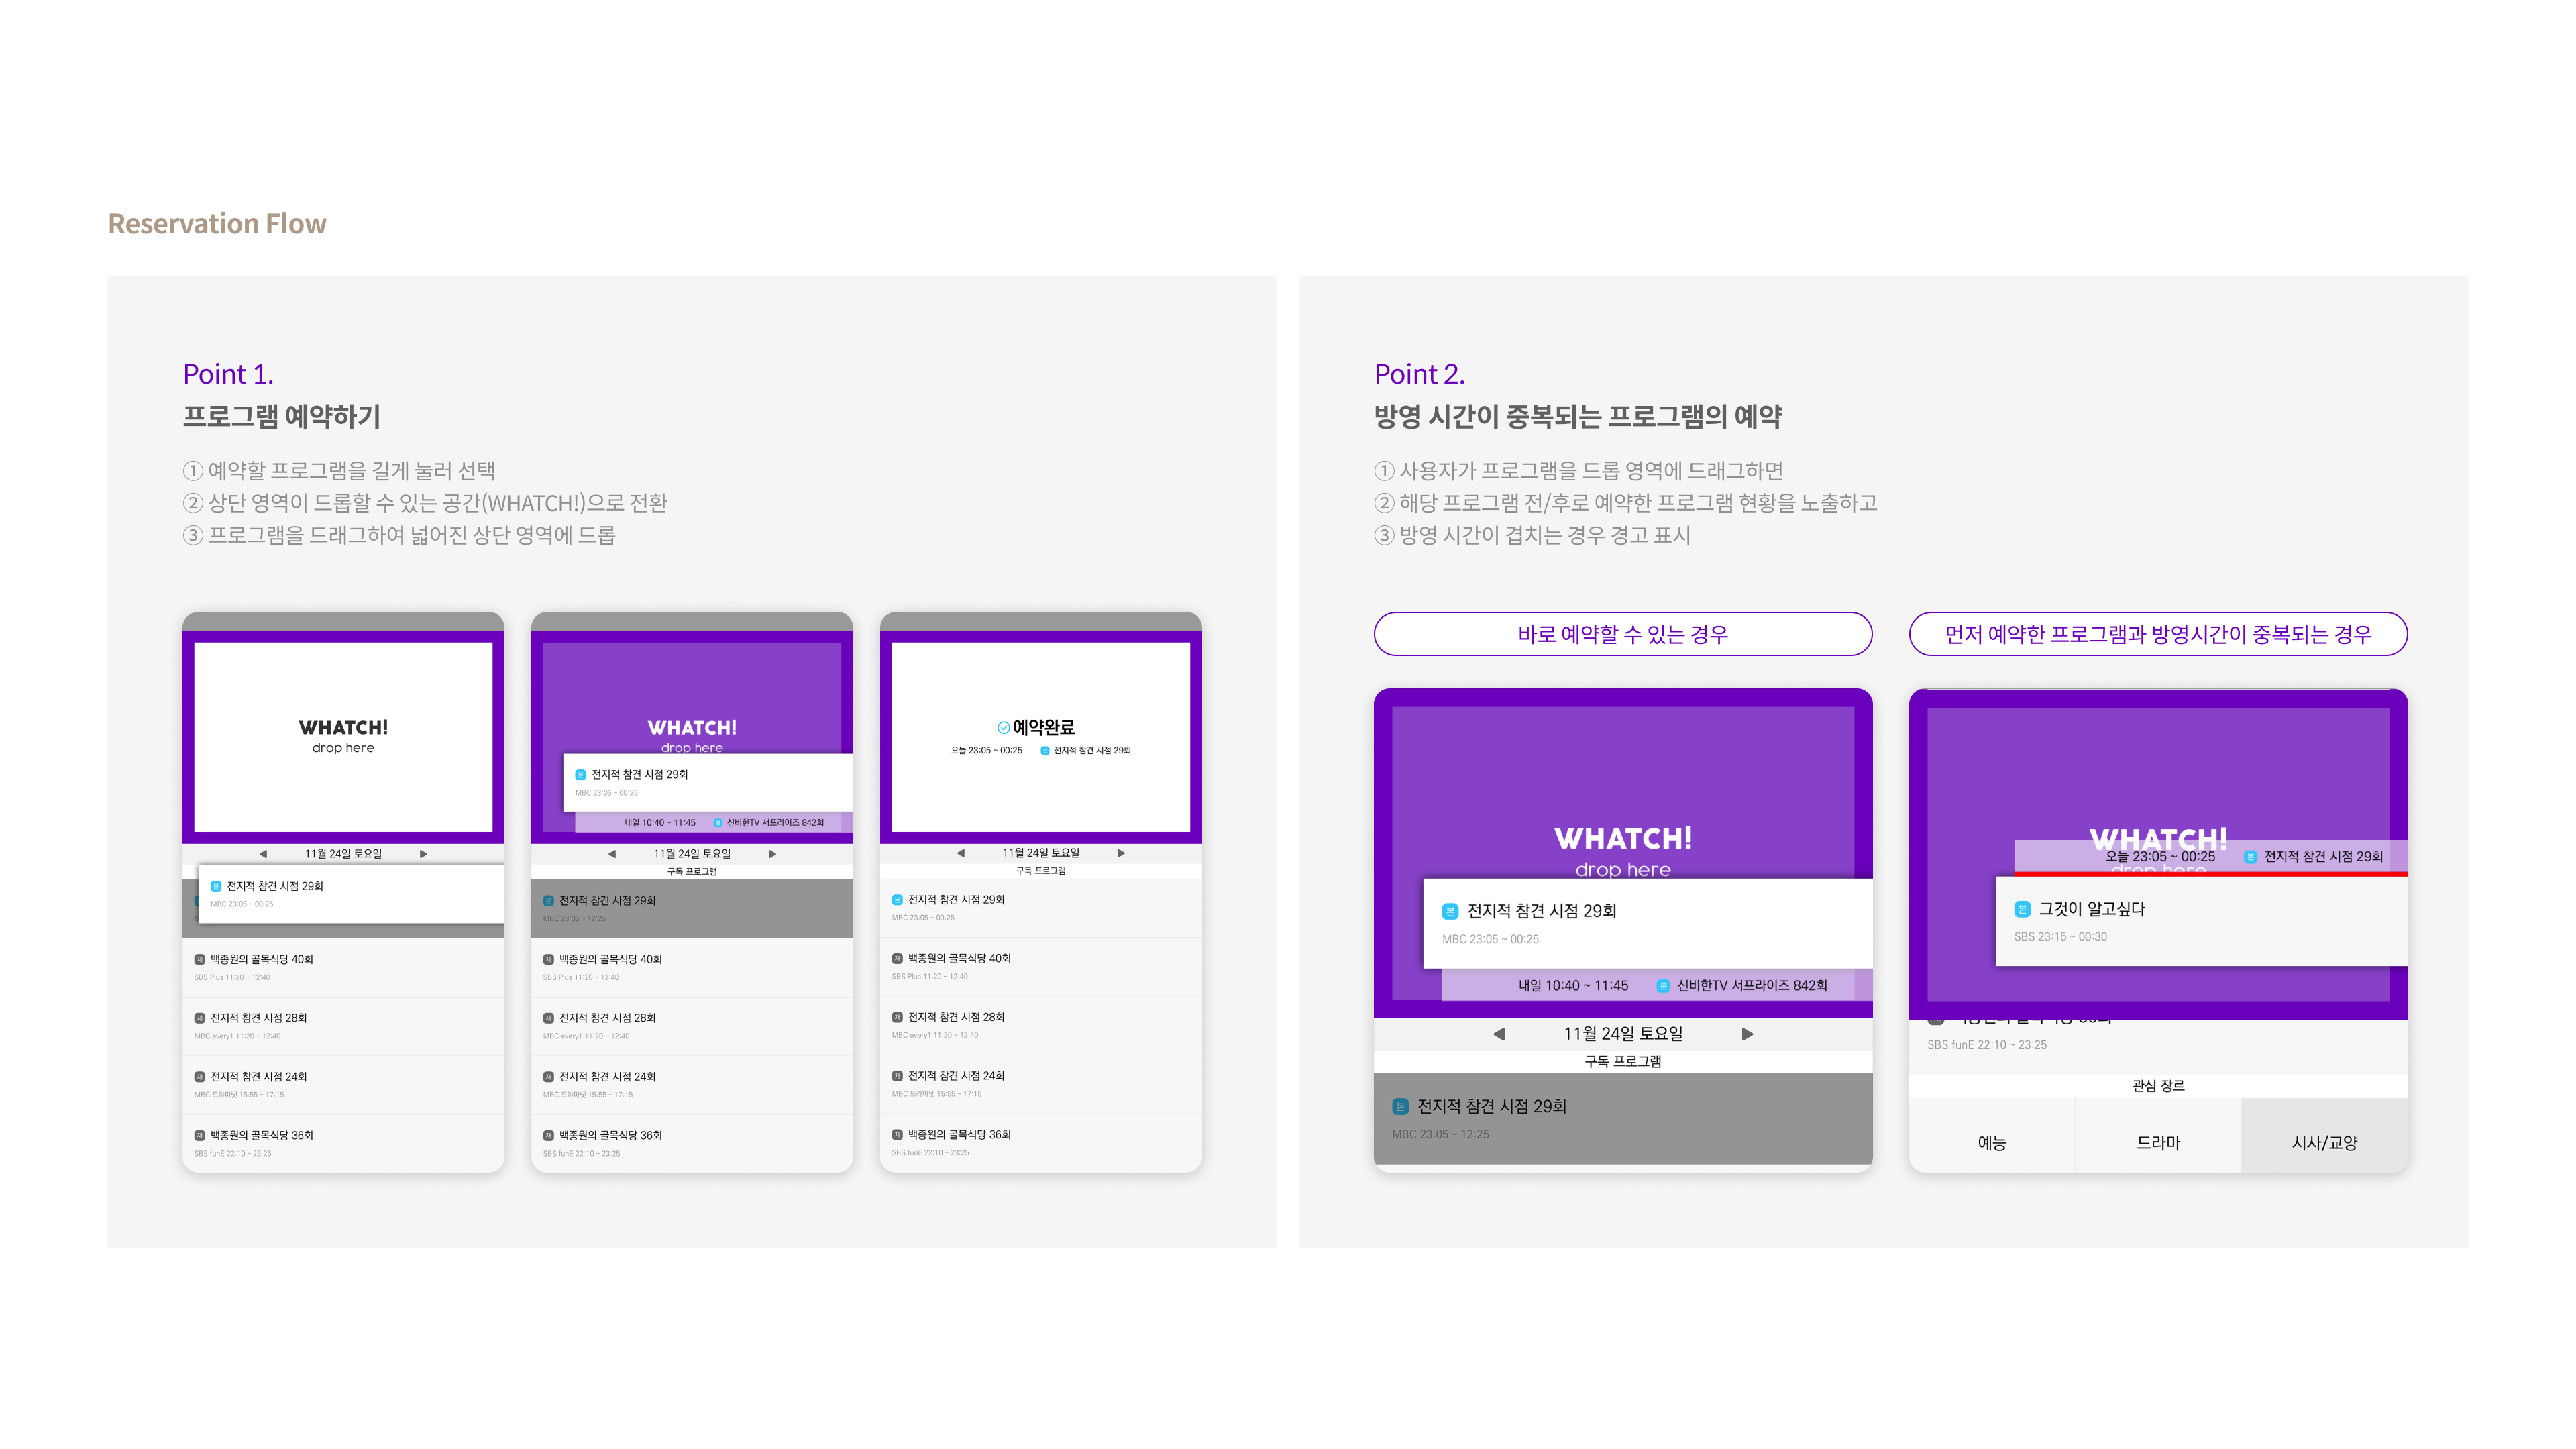 Reservation Flow
Point 1.
프로그램 예약하기
① 예약할 프로그램을 길게 눌러 선택
② 상단 영역이 드롭할 수 있는 공간(WHATCH!)으로 전환
③ 프로그램을 드래그하여 넓어진 상단 영역에 드롭
WHATCH!
drop here
◀ 11월 24일 토요일 ▶
본 전지적 참견 시점 29회
MBC 23:05 ~ 00:25
재 백종원의 골목식당 40회
SBS Plus 11:20 ~ 12:40
재 전지적 참견 시점 28회
MBC every1 11:20 ~ 12:40
재 전지적 참견 시점 24회
MBC 드라마넷 15:55 ~ 17:15
재 백종원의 골목식당 36회
SBS funE 22:10 ~ 23:25
WHATCH!
drop here
본 전지적 참견 시점 29회
MBC 23:05 ~ 00:25
내일 10:40 ~ 11:45 본 신비한TV 서프라이즈 842회
◀ 11월 24일 토요일 ▶
구독 프로그램
본 전지적 참견 시점 29회
MBC 23:05 ~ 12:25
재 백종원의 골목식당 40회
SBS Plus 11:20 ~ 12:40
재 전지적 참견 시점 28회
MBC every1 11:20 ~ 12:40
재 전지적 참견 시점 24회
MBC 드라마넷 15:55 ~ 17:15
재 백종원의 골목식당 36회
SBS funE 22:10 ~ 23:25
예약완료
오늘 23:05 ~ 00:25 본 전지적 참견 시점 29회
◀ 11월 24일 토요일 ▶
구독 프로그램
본 전지적 참견 시점 29회
MBC 23:05 ~ 00:25
재 백종원의 골목식당 40회
SBS Plus 11:20 ~ 12:40
재 전지적 참견 시점 28회
MBC every1 11:20 ~ 12:40
재 전지적 참견 시점 24회
MBC 드라마넷 15:55 ~ 17:15
재 백종원의 골목식당 36회
SBS funE 22:10 ~ 23:25
Point 2.
방영 시간이 중복되는 프로그램의 예약
① 사용자가 프로그램을 드롭 영역에 드래그하면
② 해당 프로그램 전/후로 예약한 프로그램 현황을 노출하고
③ 방영 시간이 겹치는 경우 경고 표시
바로 예약할 수 있는 경우
WHATCH!
drop here
본 전지적 참견 시점 29회
MBC 23:05 ~ 00:25
내일 10:40 ~ 11:45 본 신비한TV 서프라이즈 842회
◀ 11월 24일 토요일 ▶
구독 프로그램
본 전지적 참견 시점 29회
MBC 23:05 ~ 12:25
먼저 예약한 프로그램과 방영시간이 중복되는 경우
WHATCH!
오늘 23:05 ~ 00:25 본 전지적 참견 시점 29회
drop here
본 그것이 알고싶다
SBS 23:15 ~ 00:30
SBS funE 22:10 ~ 23:25
관심 장르
예능 드라마 시사/교양